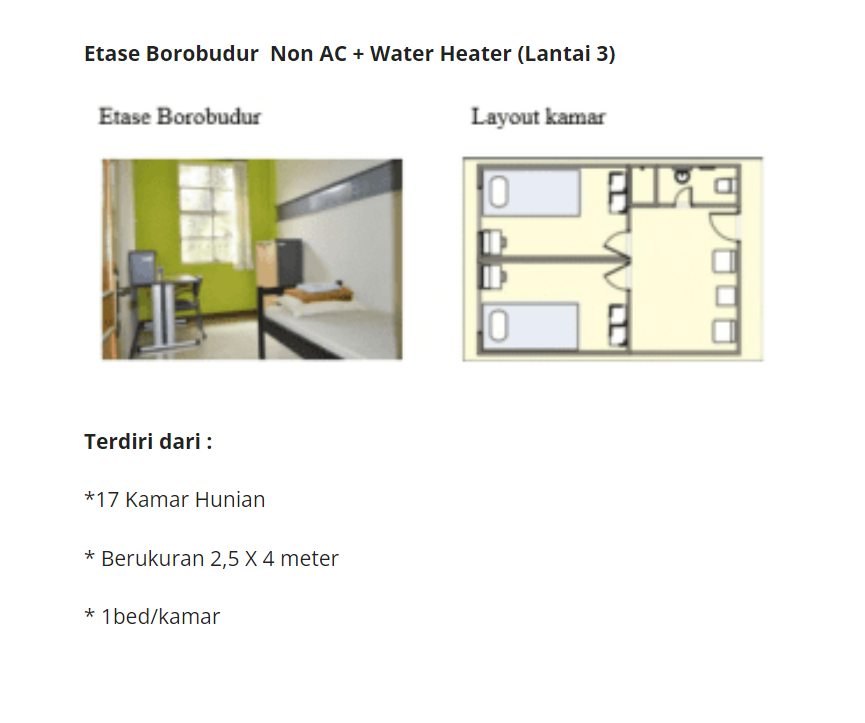 Etase Borobudur  Non AC + Water Heater (Lantai 3)
Etase Borobudur
Layout kamar
Terdiri dari :
*17 Kamar Hunian
* Berukuran 2,5 X 4 meter
* 1bed/kamar